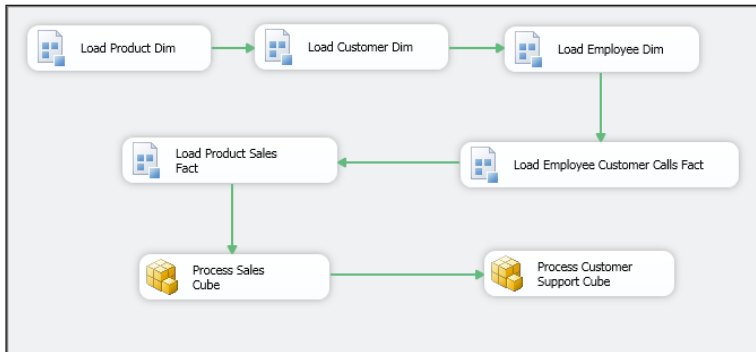 Load Product Dim
Load Customer Dim
Load Employee Dim
Load Product Sales
Fact
Load Employee Customer Calls Fact
Process Sales
Cube
Process Customer
Support Cube